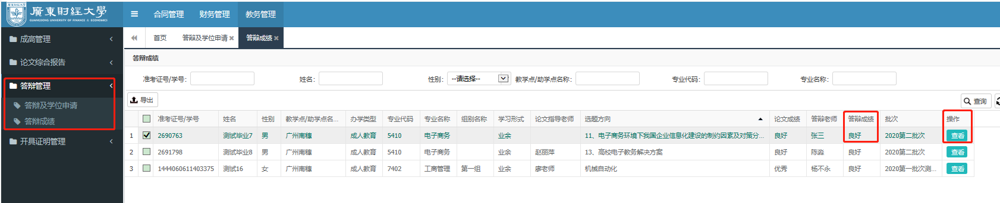 廣東財經大學
GUANGDONG UNIVERSITY OF FINANCE & ECONOMICS
合同管理 财务管理 教务管理
成高管理
论文综合报告
答辩管理
答辩及学位申请
答辩成绩
开具证明管理
首页 答辩及学位申请 答辩成绩
答辩成绩
准考证号/学号: 姓名: 性别: --请选择-- 教学点/助学点名称: 专业代码: 专业名称:
导出 查询
准考证号/学号 姓名 性别 教学点/助学点名... 办学类型 专业代码 专业名称 组别名称 学习形式 论文指导老师 选题方向 论文成绩 答辩老师 答辩成绩 批次 操作
1 2690763 测试毕业7 男 广州南穗 成人教育 5410 电子商务 业余 11、电子商务环境下我国企业信息化建设的制约因素及对策分... 良好 张三 良好 2020第二批次 查看
2 2691798 测试毕业8 男 广州南穗 成人教育 5410 电子商务 业余 赵丽萍 13、高校电子教务解决方案 良好 陈淼 良好 2020第二批次 查看
3 1444060611403375 测试16 女 广州南穗 成人教育 7402 工商管理 第一组 业余 廖老师 机械自动化 优秀 杨不永 良好 2020第一批次测... 查看